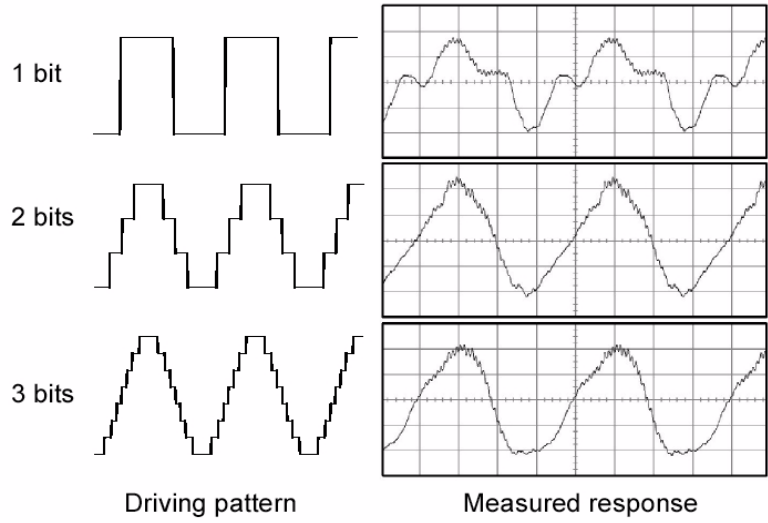 1 bit
2 bits
3 bits
Driving pattern
Measured response